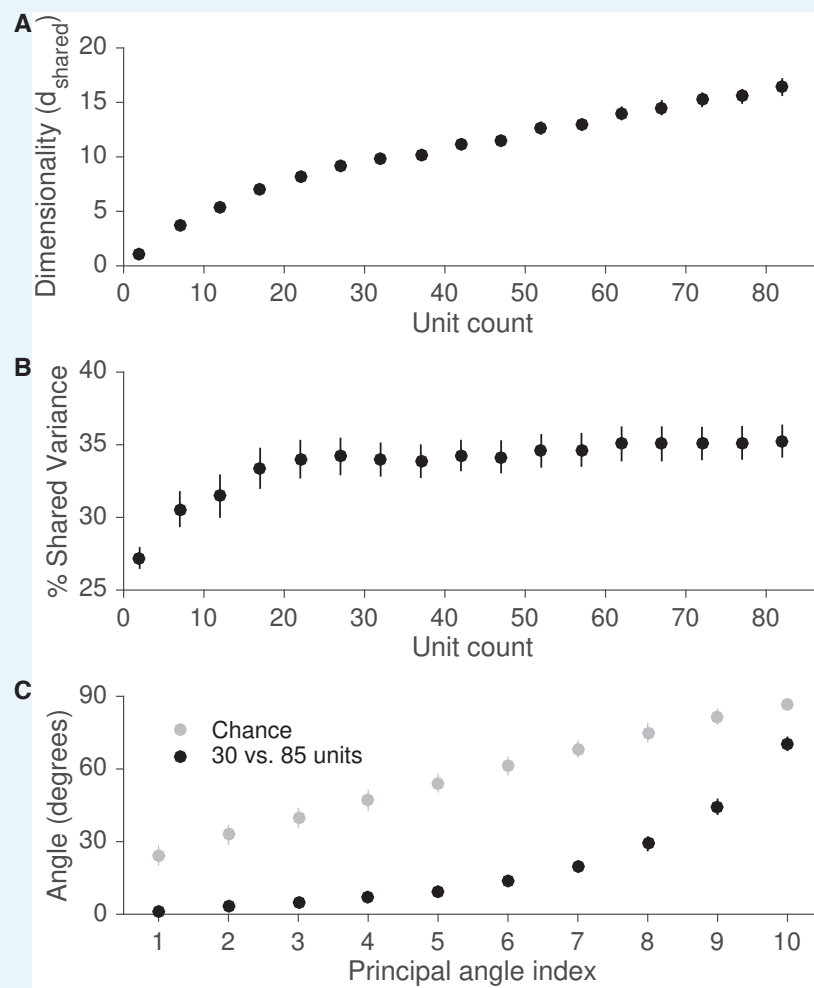 A
Dimensionality (d_shared)
20
15
10
5
0
0 10 20 30 40 50 60 70 80
Unit count
B
% Shared Variance
40
35
30
25
0 10 20 30 40 50 60 70 80
Unit count
C
Angle (degrees)
90
60
30
0
Chance
30 vs. 85 units
1 2 3 4 5 6 7 8 9 10
Principal angle index